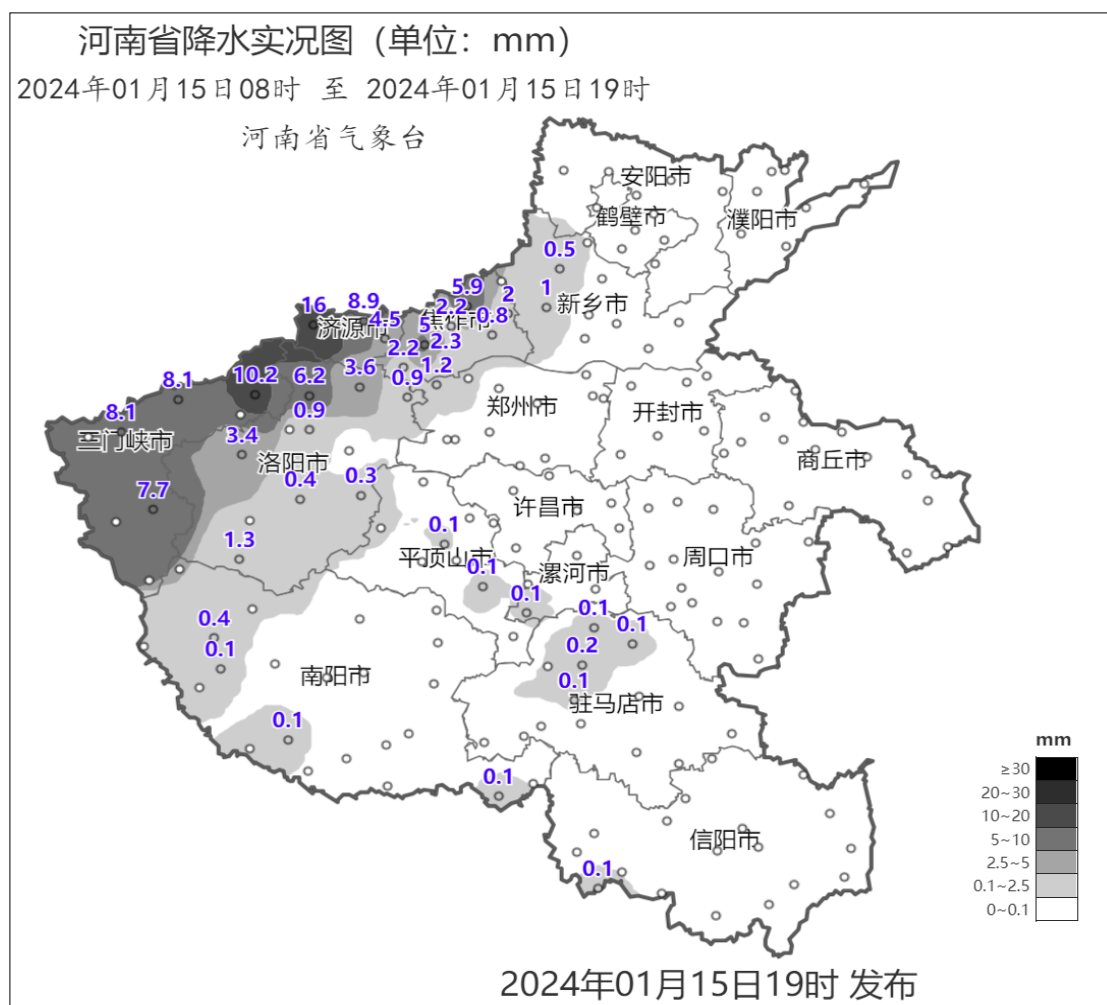 河南省降水实况图（单位：mm）
2024年01月15日08时 至 2024年01月15日19时
河南省气象台
安阳市
鹤壁市
濮阳市
0.5
5.9
2
1
新乡市
16
8.9
2.2
4.5
5
焦作市
0.8
济源市
2.2
2.3
1.2
3.6
0.9
8.1
10.2
6.2
8.1
0.9
郑州市
开封市
三门峡市
3.4
洛阳市
商丘市
0.4
0.3
7.7
许昌市
1.3
0.1
平顶山市
周口市
漯河市
0.1
0.1
0.1
0.1
0.4
0.2
0.1
0.1
南阳市
驻马店市
0.1
0.1
信阳市
0.1
mm
≥30
20~30
10~20
5~10
2.5~5
0.1~2.5
0~0.1
2024年01月15日19时 发布